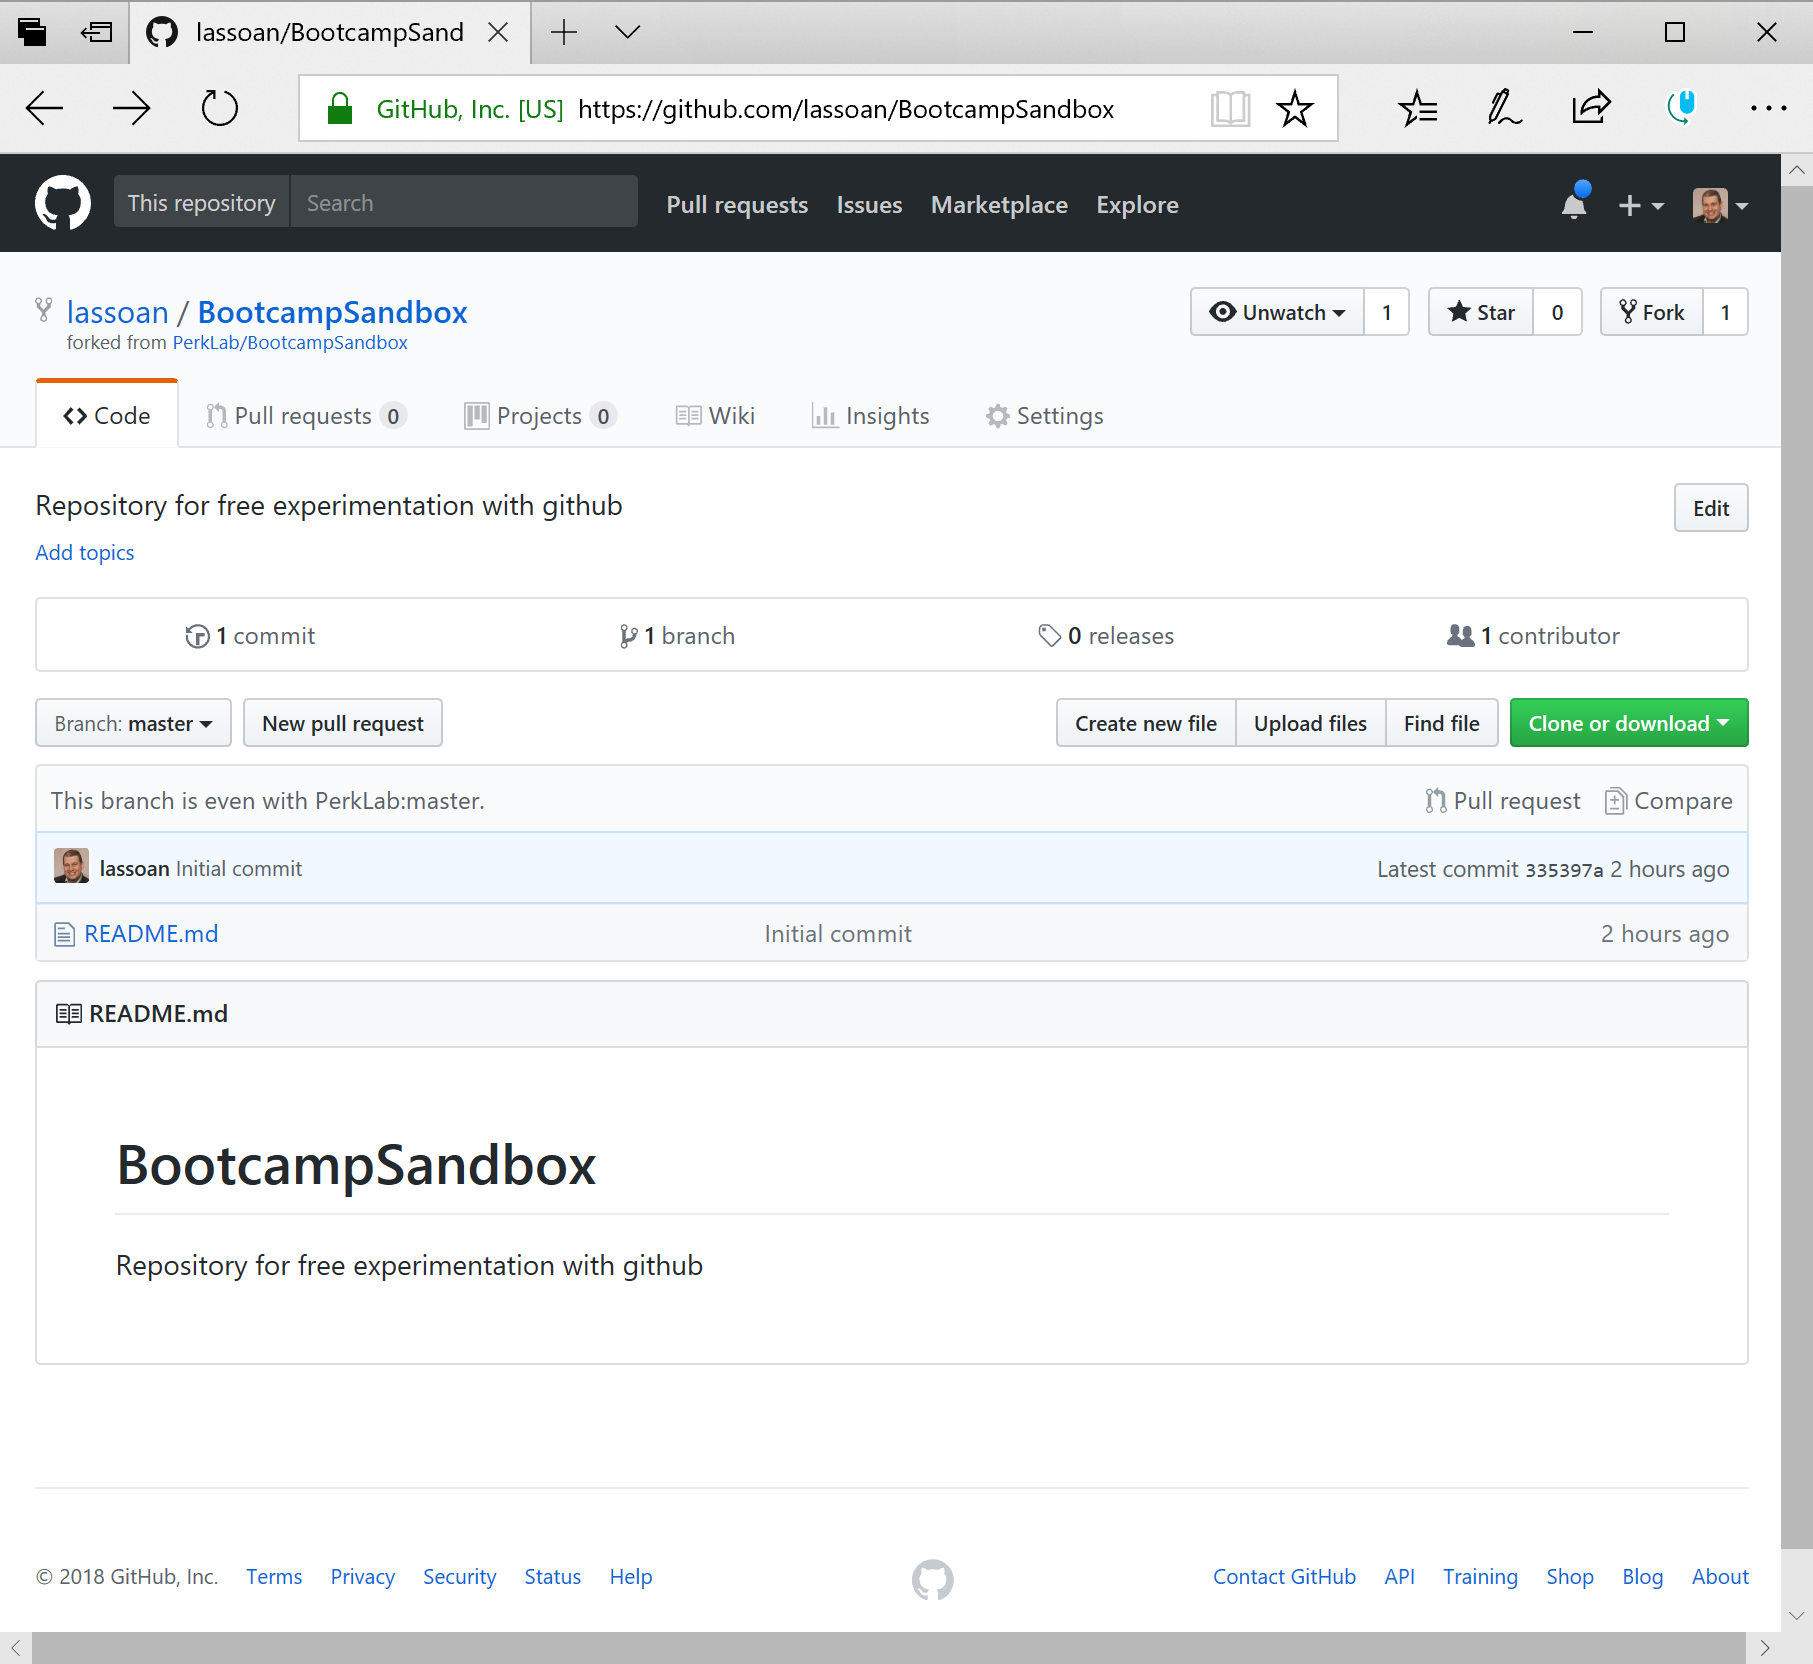 lassoan/BootcampSand
GitHub, Inc. [US] https://github.com/lassoan/BootcampSandbox
This repository Search Pull requests Issues Marketplace Explore
lassoan / BootcampSandbox
forked from PerkLab/BootcampSandbox
Unwatch 1 Star 0 Fork 1
Code Pull requests 0 Projects 0 Wiki Insights Settings
Repository for free experimentation with github
Edit
Add topics
1 commit 1 branch 0 releases 1 contributor
Branch: master New pull request Create new file Upload files Find file Clone or download
This branch is even with PerkLab:master. Pull request Compare
lassoan Initial commit Latest commit 335397a 2 hours ago
README.md Initial commit 2 hours ago
README.md
BootcampSandbox
Repository for free experimentation with github
© 2018 GitHub, Inc. Terms Privacy Security Status Help Contact GitHub API Training Shop Blog About